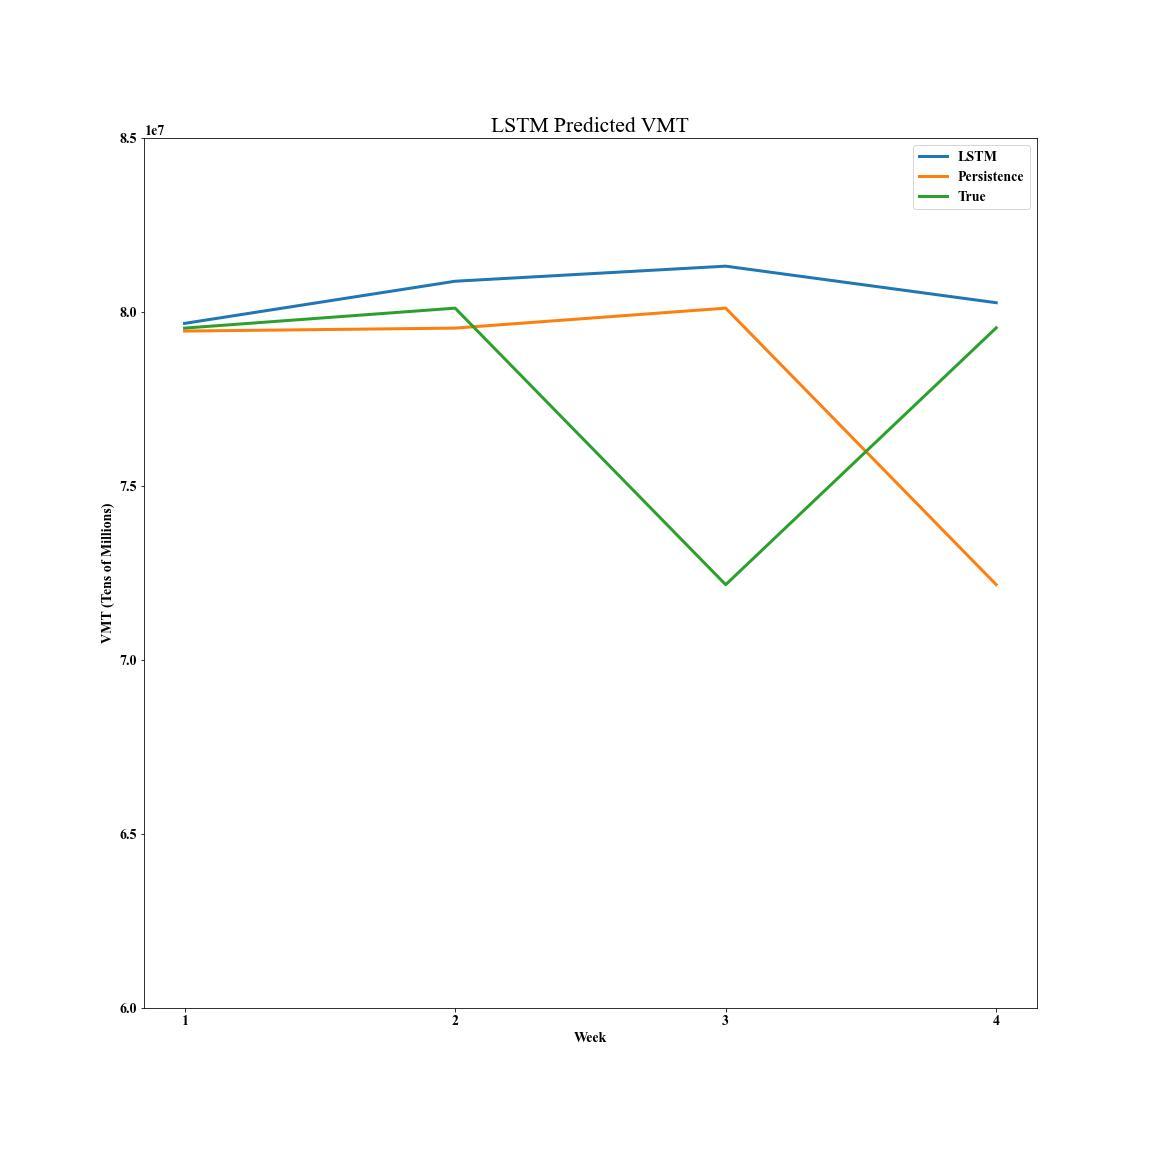 LSTM Predicted VMT
1e7
8.5
8.0
7.5
7.0
6.5
6.0
VMT (Tens of Millions)
LSTM
Persistence
True
1 2 3 4
Week